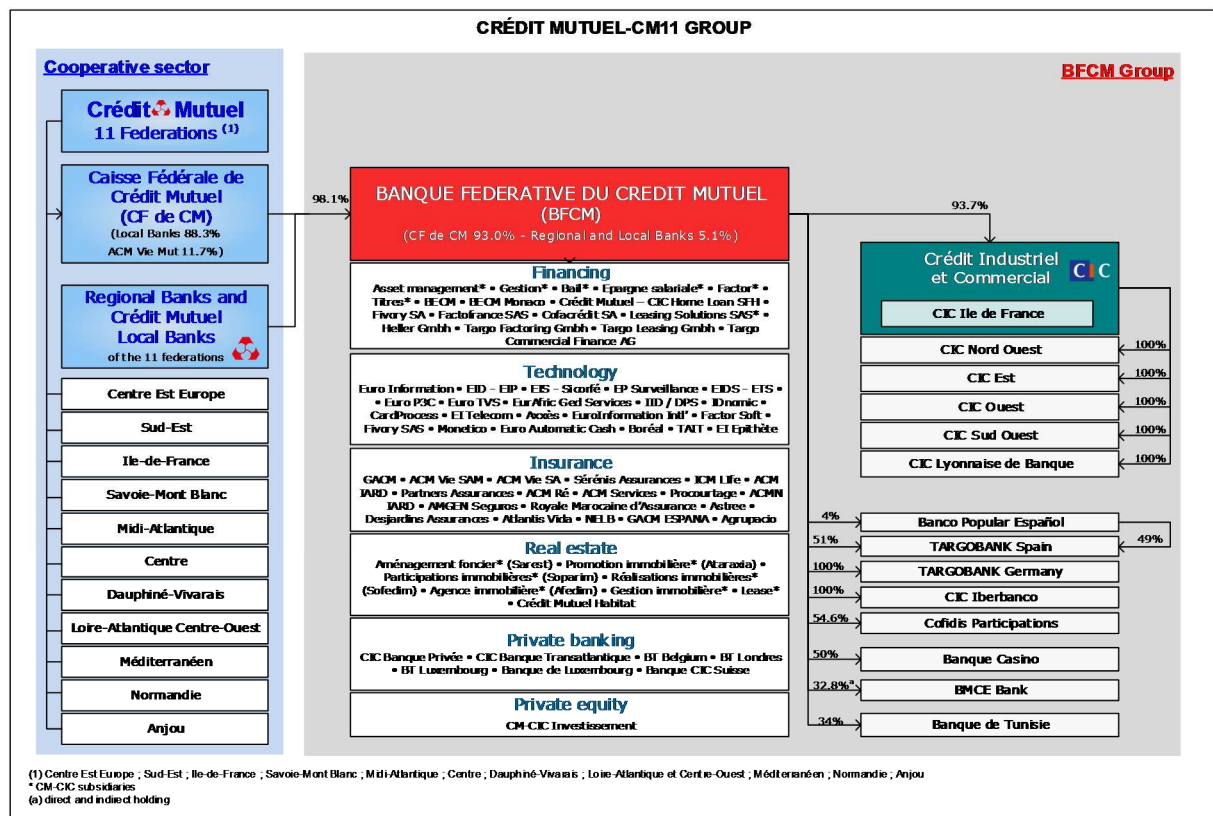 CRÉDIT MUTUEL-CM11 GROUP
Cooperative sector
BFCM Group
Crédit Mutuel
11 Federations (1)
Caisse Fédérale de
Crédit Mutuel
(CF de CM)
(Local Banks 88.3%
ACM Vie Mut 11.7%)
Regional Banks and
Crédit Mutuel
Local Banks
of the 11 federations
Centre Est Europe
Sud-Est
Ile-de-France
Savoie-Mont Blanc
Midi-Atlantique
Centre
Dauphiné-Vivarais
Loire-Atlantique Centre-Ouest
Méditerranéen
Normandie
Anjou
98.1%
BANQUE FEDERATIVE DU CREDIT MUTUEL
(BFCM)
(CF de CM 93.0% - Regional and Local Banks 5.1%)
Financing
Asset management* • Gestion* • Bail* • Epargne salariale* • Factor* •
Titres* • BECM • BECM Monaco • Crédit Mutuel – CIC Home Loan SFH •
Fivory SA • Factofrance SAS • Cofacrédit SA • Leasing Solutions SAS* •
Heller Gmbh • Targo Factoring Gmbh • Targo Leasing Gmbh • Targo
Commercial Finance AG
Technology
Euro Information • EID – EIP • EIS – Sicorfé • EP Surveillance • EIDS – ETS •
• Euro P3C • Euro TVS • EurAfric Ged Services • IID / DPS • IDnomic •
CardProcess • EI Telecom • Axxès • EuroInformation Intl' • Factor Soft •
Fivory SAS • Monetico • Euro Automatic Cash • Boréal • TAIT • EI Epithète
Insurance
GACM • ACM Vie SAM • ACM Vie SA • Sérénis Assurances • ICM Life • ACM
IARD • Partners Assurances • ACM Ré • ACM Services • Procourtage • ACMN
IARD • AMGEN Seguros • Royale Marocaine d'Assurance • Astree •
Desjardins Assurances • Atlantis Vida • NELB • GACM ESPANA • Agrupacio
Real estate
Aménagement foncier* (Sarest) • Promotion immobilière* (Ataraxia) •
Participations immobilières* (Soparim) • Réalisations immobilières*
(Sofedim) • Agence immobilière* (Afedim) • Gestion immobilière* • Lease*
• Crédit Mutuel Habitat
Private banking
CIC Banque Privée • CIC Banque Transatlantique • BT Belgium • BT Londres
• BT Luxembourg • Banque de Luxembourg • Banque CIC Suisse
Private equity
CM-CIC Investissement
93.7%
Crédit Industriel
et Commercial
CIC
CIC Ile de France
CIC Nord Ouest
100%
CIC Est
100%
CIC Ouest
100%
CIC Sud Ouest
100%
CIC Lyonnaise de Banque
100%
4%
Banco Popular Español
51%
TARGOBANK Spain
49%
100%
TARGOBANK Germany
100%
CIC Iberbanco
54.6%
Cofidis Participations
50%
Banque Casino
32.8%a
BMCE Bank
34%
Banque de Tunisie
(1) Centre Est Europe ; Sud-Est ; Ile-de-France ; Savoie-Mont Blanc ; Midi-Atlantique ; Centre ; Dauphiné-Vivarais ; Loire-Atlantique et Centre-Ouest ; Méditerranéen ; Normandie ; Anjou
* CM-CIC subsidiaries
(a) direct and indirect holding